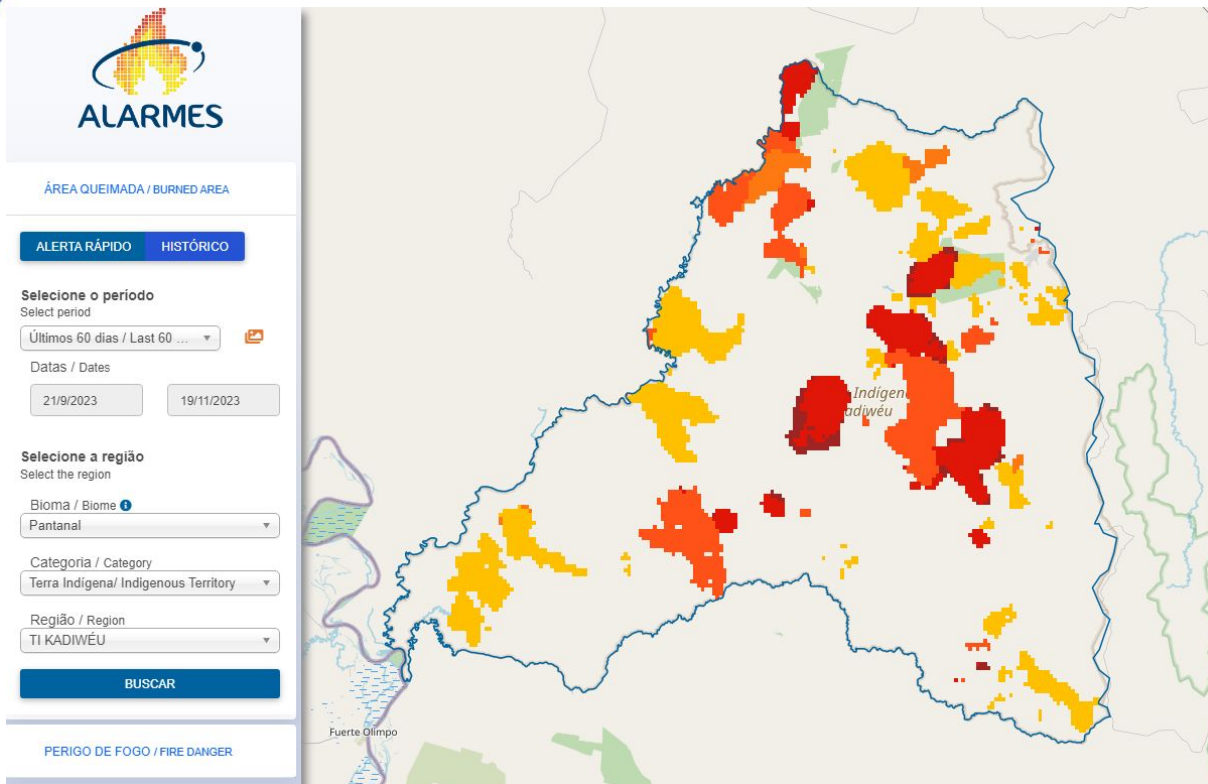 ALARMES
ÁREA QUEIMADA / BURNED AREA
ALERTA RÁPIDO HISTÓRICO
Selecione o período
Select period
Últimos 60 dias / Last 60 ...
Datas / Dates
21/9/2023 19/11/2023
Selecione a região
Select the region
Bioma / Biome
Pantanal
Categoria / Category
Terra Indígena/ Indigenous Territory
Região / Region
TI KADIWÉU
BUSCAR
PERIGO DE FOGO / FIRE DANGER
Indígen
adiwéu
Fuerte Olimpo